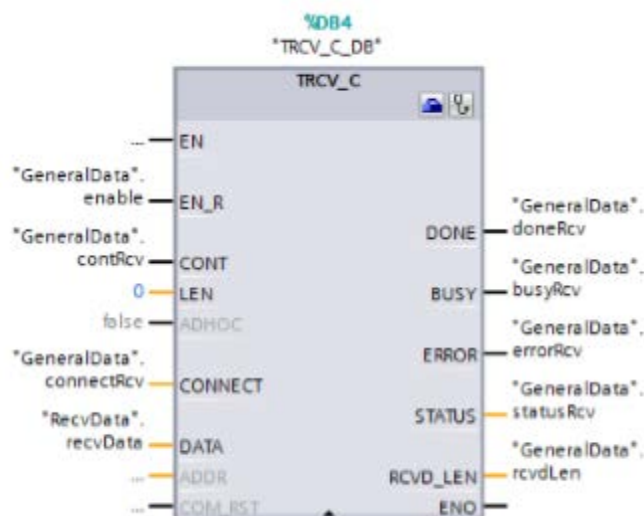 %DB4
"TRCV_C_DB"
TRCV_C
... EN
"GeneralData".
enable EN_R
"GeneralData".
contRcv CONT
0 LEN
false ADHOC
"GeneralData".
connectRcv CONNECT
"RecvData".
recvData DATA
... ADDR
... COM_RST
"GeneralData".
DONE doneRcv
"GeneralData".
BUSY busyRcv
"GeneralData".
ERROR errorRcv
"GeneralData".
STATUS statusRcv
"GeneralData".
RCVD_LEN rcvdLen
ENO